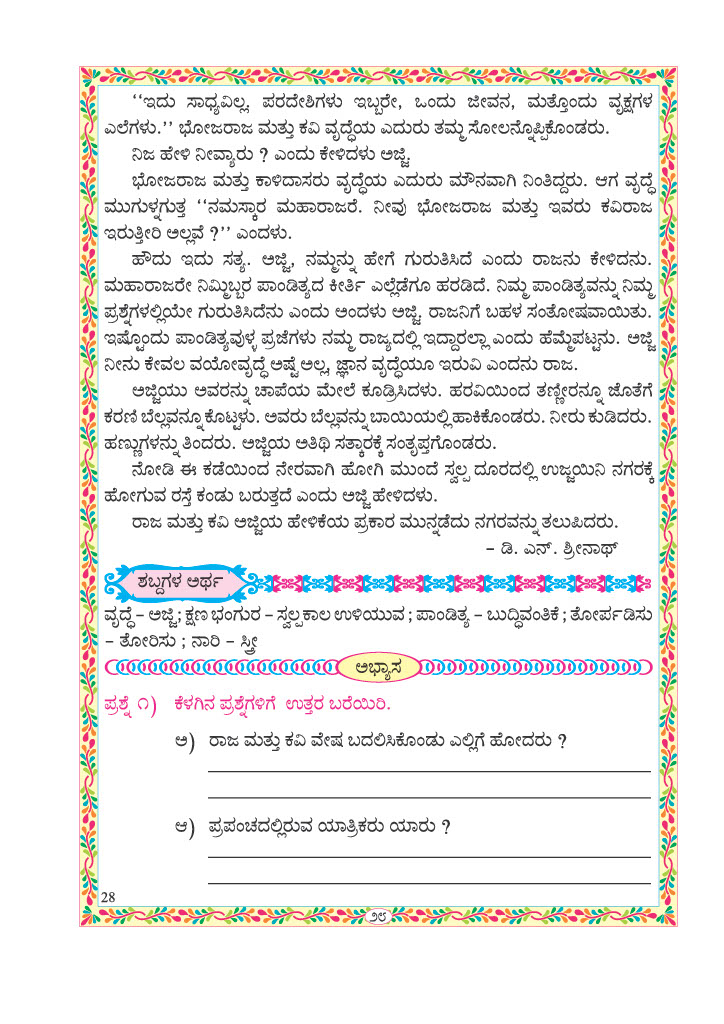 ‘‘ಇದು ಸಾಧ್ಯವಿಲ್ಲ. ಪರದೇಶಿಗಳು ಇಬ್ಬರೇ, ಒಂದು ಜೀವನ, ಮತ್ತೊಂದು ವೃಕ್ಷಗಳ
ಎಲೆಗಳು.’’ ಭೋಜರಾಜ ಮತ್ತು ಕವಿ ವೃದ್ಧೆಯ ಎದುರು ತಮ್ಮ ಸೋಲನ್ನೊಪ್ಪಿಕೊಂಡರು.
ನಿಜ ಹೇಳಿ ನೀವ್ಯಾರು ? ಎಂದು ಕೇಳಿದಳು ಅಜ್ಜಿ.
ಭೋಜರಾಜ ಮತ್ತು ಕಾಳಿದಾಸರು ವೃದ್ಧೆಯ ಎದುರು ಮೌನವಾಗಿ ನಿಂತಿದ್ದರು. ಆಗ ವೃದ್ಧೆ
ಮುಗುಳ್ನಗುತ್ತ ‘‘ನಮಸ್ಕಾರ ಮಹಾರಾಜರೆ. ನೀವು ಭೋಜರಾಜ ಮತ್ತು ಇವರು ಕವಿರಾಜ
ಇರುತ್ತೀರಿ ಅಲ್ಲವೆ ?’’ ಎಂದಳು.
ಹೌದು ಇದು ಸತ್ಯ. ಅಜ್ಜಿ, ನಮ್ಮನ್ನು ಹೇಗೆ ಗುರುತಿಸಿದೆ ಎಂದು ರಾಜನು ಕೇಳಿದನು.
ಮಹಾರಾಜರೇ ನಿಮ್ಮಿಬ್ಬರ ಪಾಂಡಿತ್ಯದ ಕೀರ್ತಿ ಎಲ್ಲೆಡೆಗೂ ಹರಡಿದೆ. ನಿಮ್ಮ ಪಾಂಡಿತ್ಯವನ್ನು ನಿಮ್ಮ
ಪ್ರಶ್ನೆಗಳಲ್ಲಿಯೇ ಗುರುತಿಸಿದೆನು ಎಂದು ಅಂದಳು ಅಜ್ಜಿ. ರಾಜನಿಗೆ ಬಹಳ ಸಂತೋಷವಾಯಿತು.
ಇಷ್ಟೊಂದು ಪಾಂಡಿತ್ಯವುಳ್ಳ ಪ್ರಜೆಗಳು ನಮ್ಮ ರಾಜ್ಯದಲ್ಲಿ ಇದ್ದಾರಲ್ಲಾ ಎಂದು ಹೆಮ್ಮೆಪಟ್ಟನು. ಅಜ್ಜಿ
ನೀನು ಕೇವಲ ವಯೋವೃದ್ಧೆ ಅಷ್ಟೆ ಅಲ್ಲ, ಜ್ಞಾನ ವೃದ್ಧೆಯೂ ಇರುವಿ ಎಂದನು ರಾಜ.
ಅಜ್ಜಿಯು ಅವರನ್ನು ಚಾಪೆಯ ಮೇಲೆ ಕೂಡ್ರಿಸಿದಳು. ಹರವಿಯಿಂದ ತಣ್ಣೀರನ್ನೂ ಜೊತೆಗೆ
ಕರಣಿ ಬೆಲ್ಲವನ್ನೂ ಕೊಟ್ಟಳು. ಅವರು ಬೆಲ್ಲವನ್ನು ಬಾಯಿಯಲ್ಲಿ ಹಾಕಿಕೊಂಡರು. ನೀರು ಕುಡಿದರು.
ಹಣ್ಣುಗಳನ್ನು ತಿಂದರು. ಅಜ್ಜಿಯ ಅತಿಥಿ ಸತ್ಕಾರಕ್ಕೆ ಸಂತೃಪ್ತಗೊಂಡರು.
ನೋಡಿ ಈ ಕಡೆಯಿಂದ ನೇರವಾಗಿ ಹೋಗಿ ಮುಂದೆ ಸ್ವಲ್ಪ ದೂರದಲ್ಲಿ ಉಜ್ಜಯಿನಿ ನಗರಕ್ಕೆ
ಹೋಗುವ ರಸ್ತೆ ಕಂಡು ಬರುತ್ತದೆ ಎಂದು ಅಜ್ಜಿ ಹೇಳಿದಳು.
ರಾಜ ಮತ್ತು ಕವಿ ಅಜ್ಜಿಯ ಹೇಳಿಕೆಯ ಪ್ರಕಾರ ಮುನ್ನಡೆದು ನಗರವನ್ನು ತಲುಪಿದರು.
– ಡಿ. ಎನ್. ಶ್ರೀನಾಥ್
ಶಬ್ದಗಳ ಅರ್ಥ
ವೃದ್ಧೆ – ಅಜ್ಜಿ ; ಕ್ಷಣ ಭಂಗುರ – ಸ್ವಲ್ಪಕಾಲ ಉಳಿಯುವ ; ಪಾಂಡಿತ್ಯ – ಬುದ್ಧಿವಂತಿಕೆ ; ತೋರ್ಪಡಿಸು
– ತೋರಿಸು ; ನಾರಿ – ಸ್ತ್ರೀ
ಅಭ್ಯಾಸ
ಪ್ರಶ್ನೆ ೧) ಕೆಳಗಿನ ಪ್ರಶ್ನೆಗಳಿಗೆ ಉತ್ತರ ಬರೆಯಿರಿ.
ಅ) ರಾಜ ಮತ್ತು ಕವಿ ವೇಷ ಬದಲಿಸಿಕೊಂಡು ಎಲ್ಲಿಗೆ ಹೋದರು ?
ಆ) ಪ್ರಪಂಚದಲ್ಲಿರುವ ಯಾತ್ರಿಕರು ಯಾರು ?
28
೨೮